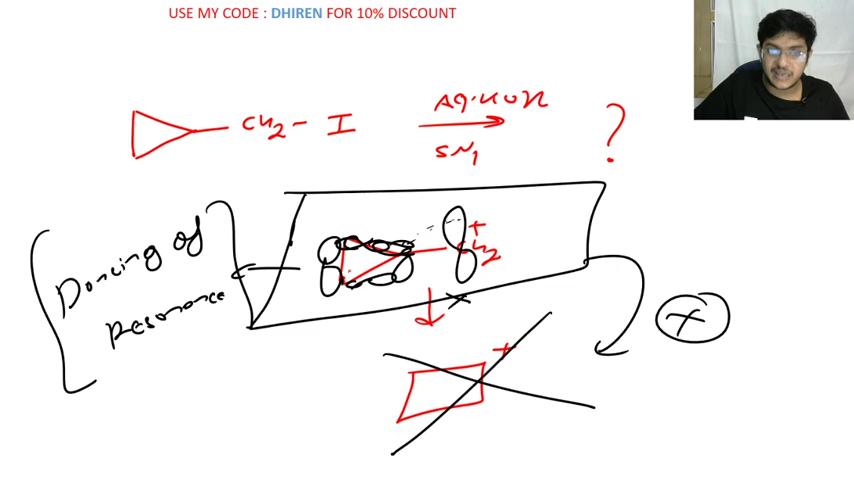 USE MY CODE : DHIREN FOR 10% DISCOUNT
CH2 - I
Aq. KOH
SN1
?
Dancing of
Resonance
+
CH2
+
+